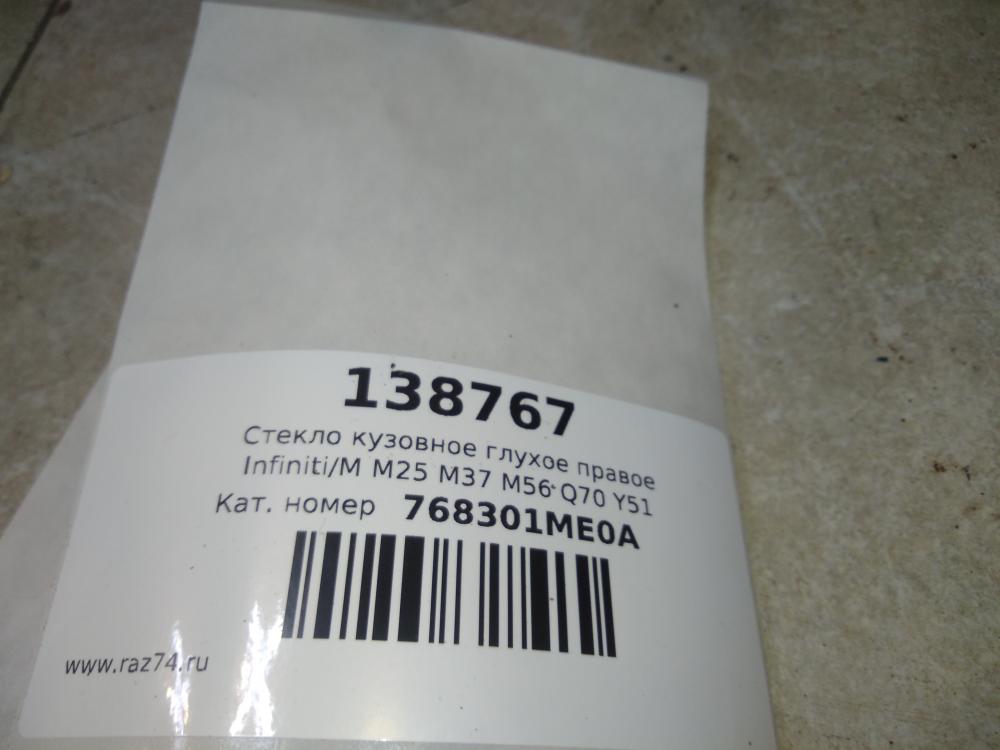 138767
Стекло кузовное глухое правое
Infiniti/M M25 M37 M56 Q70 Y51
Кат. номер 768301ME0A
www.raz74.ru